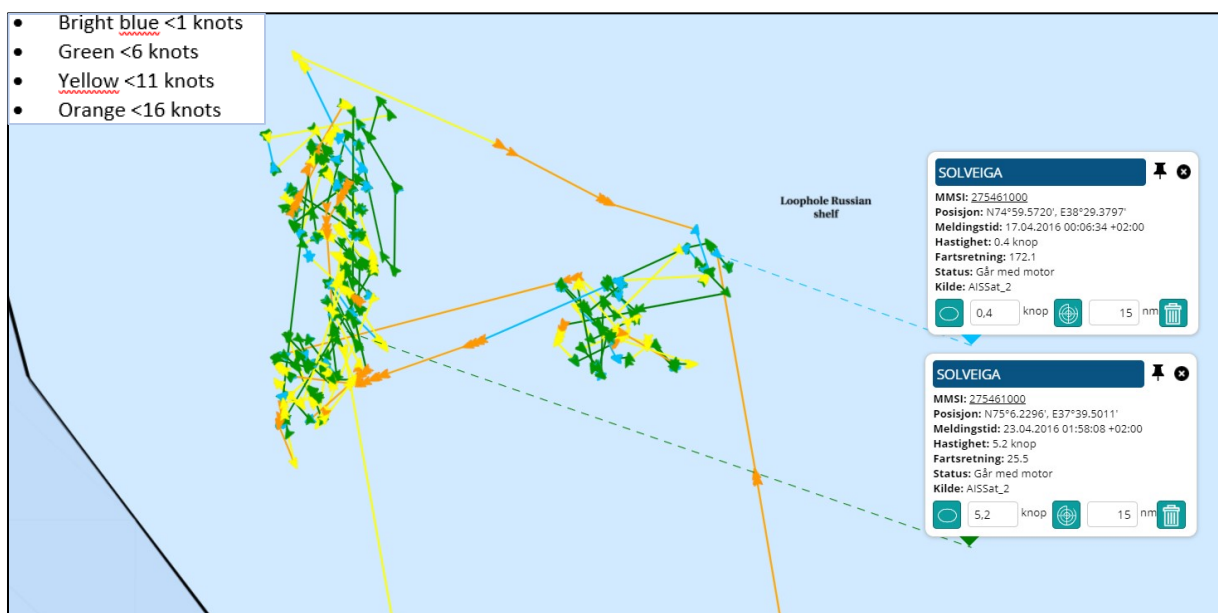 Bright blue <1 knots
Green <6 knots
Yellow <11 knots
Orange <16 knots
Loophole Russian
shelf
SOLVEIGA
MMSI: 275461000
Posisjon: N74°59.5720', E38°29.3797'
Meldingstid: 17.04.2016 00:06:34 +02:00
Hastighet: 0.4 knop
Fartsretning: 172.1
Status: Går med motor
Kilde: AISSat_2
0,4 knop 15 nm
SOLVEIGA
MMSI: 275461000
Posisjon: N75°6.2296', E37°39.5011'
Meldingstid: 23.04.2016 01:58:08 +02:00
Hastighet: 5.2 knop
Fartsretning: 25.5
Status: Går med motor
Kilde: AISSat_2
5,2 knop 15 nm